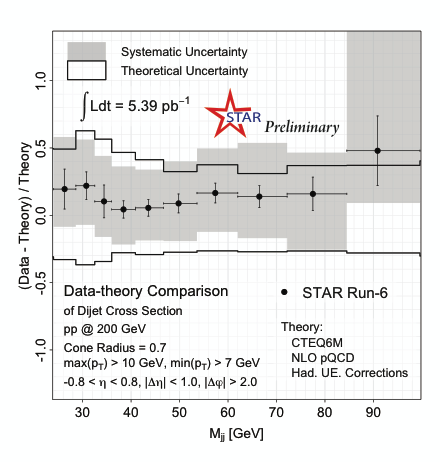 Systematic Uncertainty
Theoretical Uncertainty
∫ Ldt = 5.39 pb⁻¹
STAR
Preliminary
(Data - Theory) / Theory
1.0
0.5
0.0
-0.5
-1.0
Data-theory Comparison
of Dijet Cross Section
pp @ 200 GeV
Cone Radius = 0.7
max(p_T) > 10 GeV, min(p_T) > 7 GeV
-0.8 < η < 0.8, |Δη| < 1.0, |Δφ| > 2.0
STAR Run-6
Theory:
CTEQ6M
NLO pQCD
Had. UE. Corrections
30 40 50 60 70 80 90
M_jj [GeV]